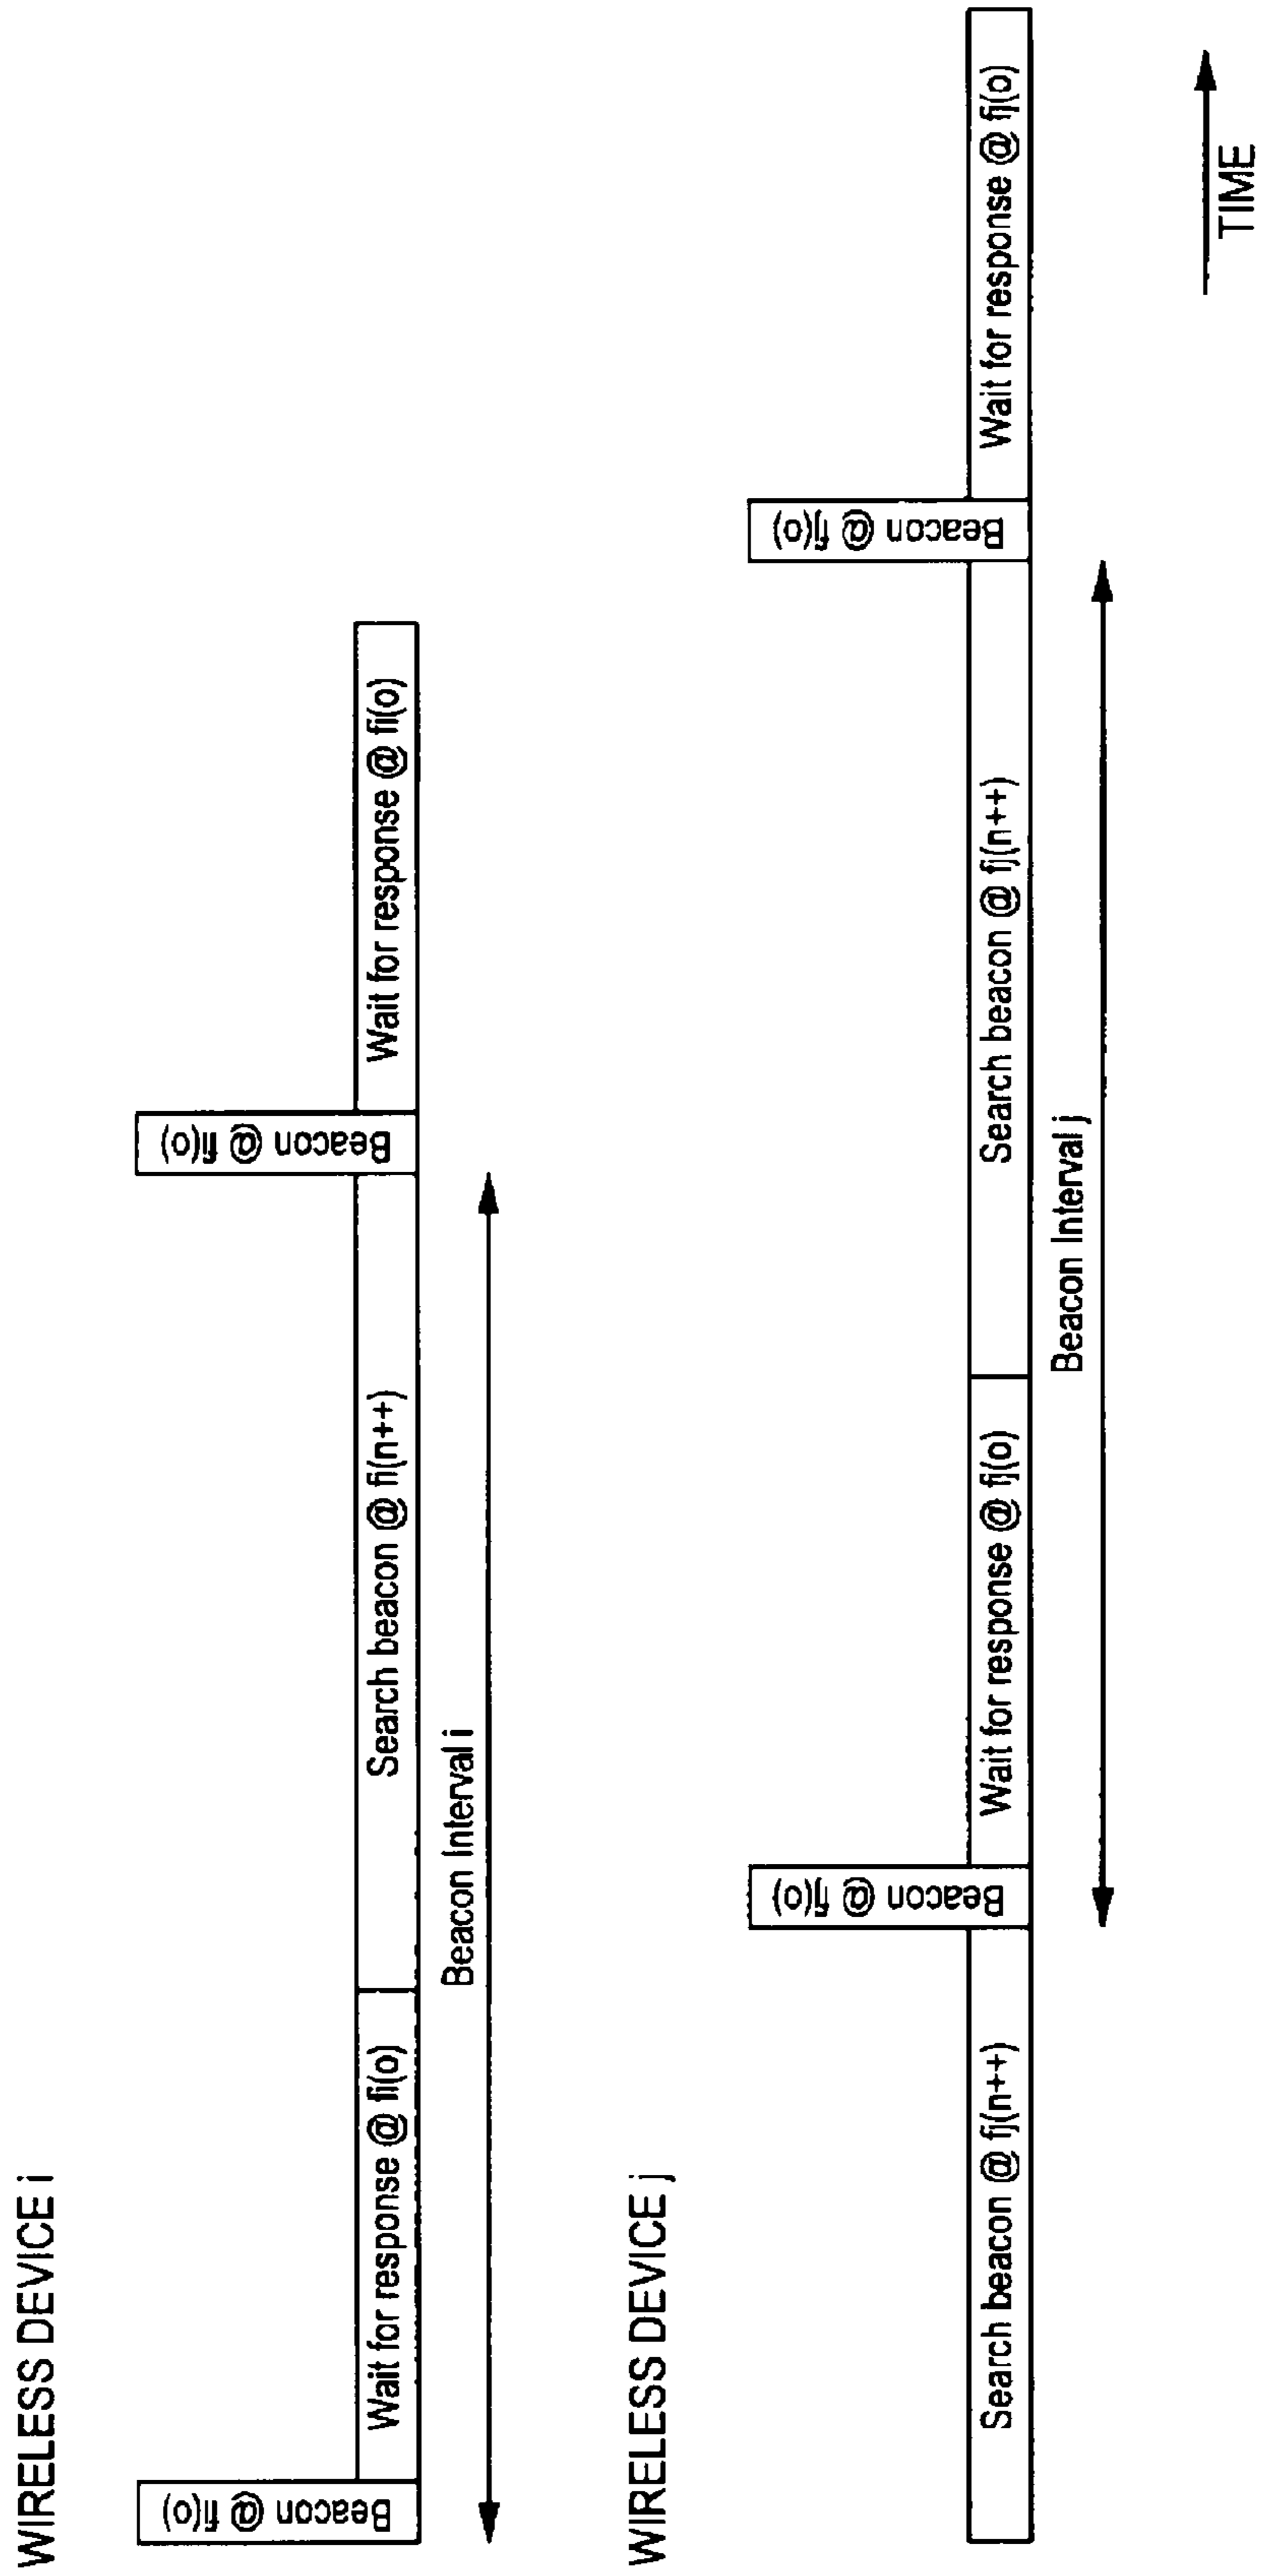 WIRELESS DEVICE i
Beacon @ fi(o)
Wait for response @ fi(o)
Search beacon @ fi(n++)
Beacon @ fi(o)
Wait for response @ fi(o)
Beacon Interval i
WIRELESS DEVICE j
Search beacon @ fj(n++)
Beacon @ fj(o)
Wait for response @ fj(o)
Search beacon @ fj(n++)
Beacon @ fj(o)
Wait for response @ fj(o)
Beacon Interval j
TIME